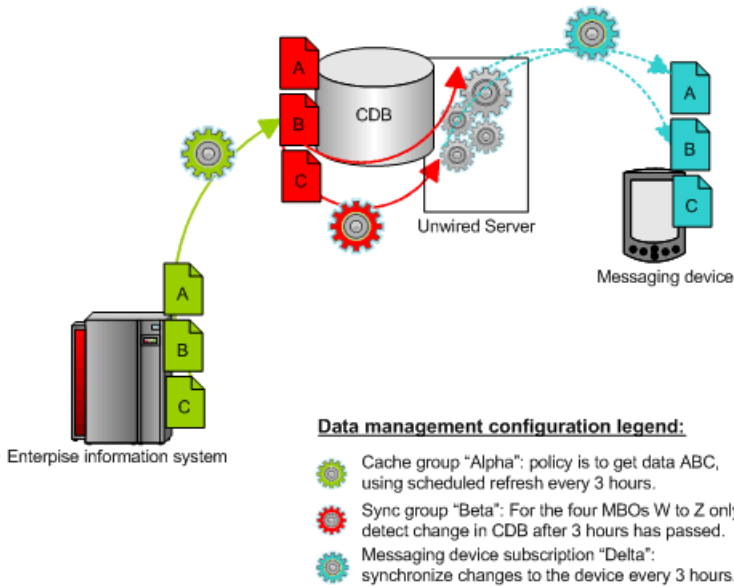 A
B
C
CDB
Unwired Server
A
B
C
Messaging device
A
B
C
Enterpise information system
Data management configuration legend:
Cache group “Alpha”: policy is to get data ABC,
using scheduled refresh every 3 hours.
Sync group “Beta”: For the four MBOs W to Z only
detect change in CDB after 3 hours has passed.
Messaging device subscription “Delta”:
synchronize changes to the device every 3 hours